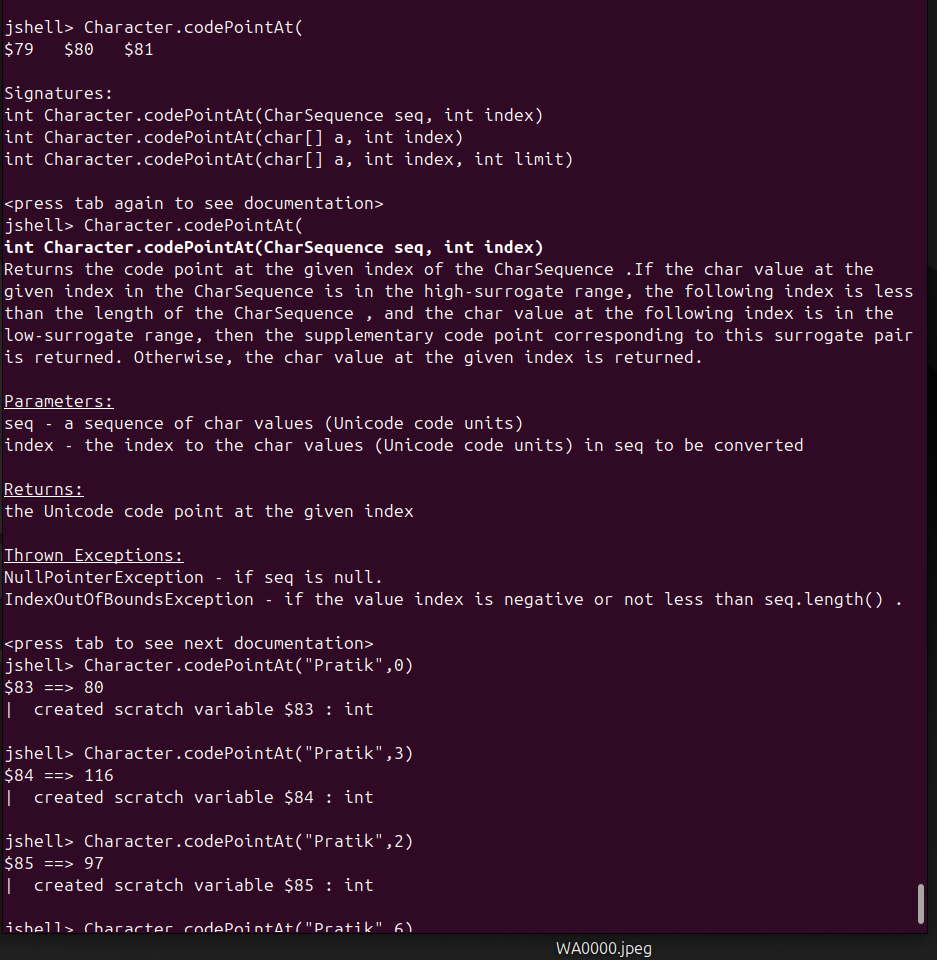 jshell> Character.codePointAt(
$79   $80   $81
Signatures:
int Character.codePointAt(CharSequence seq, int index)
int Character.codePointAt(char[] a, int index)
int Character.codePointAt(char[] a, int index, int limit)
<press tab again to see documentation>
jshell> Character.codePointAt(
int Character.codePointAt(CharSequence seq, int index)
Returns the code point at the given index of the CharSequence .If the char value at the
given index in the CharSequence is in the high-surrogate range, the following index is less
than the length of the CharSequence , and the char value at the following index is in the
low-surrogate range, then the supplementary code point corresponding to this surrogate pair
is returned. Otherwise, the char value at the given index is returned.
Parameters:
seq - a sequence of char values (Unicode code units)
index - the index to the char values (Unicode code units) in seq to be converted
Returns:
the Unicode code point at the given index
Thrown Exceptions:
NullPointerException - if seq is null.
IndexOutOfBoundsException - if the value index is negative or not less than seq.length() .
<press tab to see next documentation>
jshell> Character.codePointAt("Pratik",0)
$83 ==> 80
|  created scratch variable $83 : int
jshell> Character.codePointAt("Pratik",3)
$84 ==> 116
|  created scratch variable $84 : int
jshell> Character.codePointAt("Pratik",2)
$85 ==> 97
|  created scratch variable $85 : int
jshell> Character.codePointAt("Pratik",6)
WA0000.jpeg